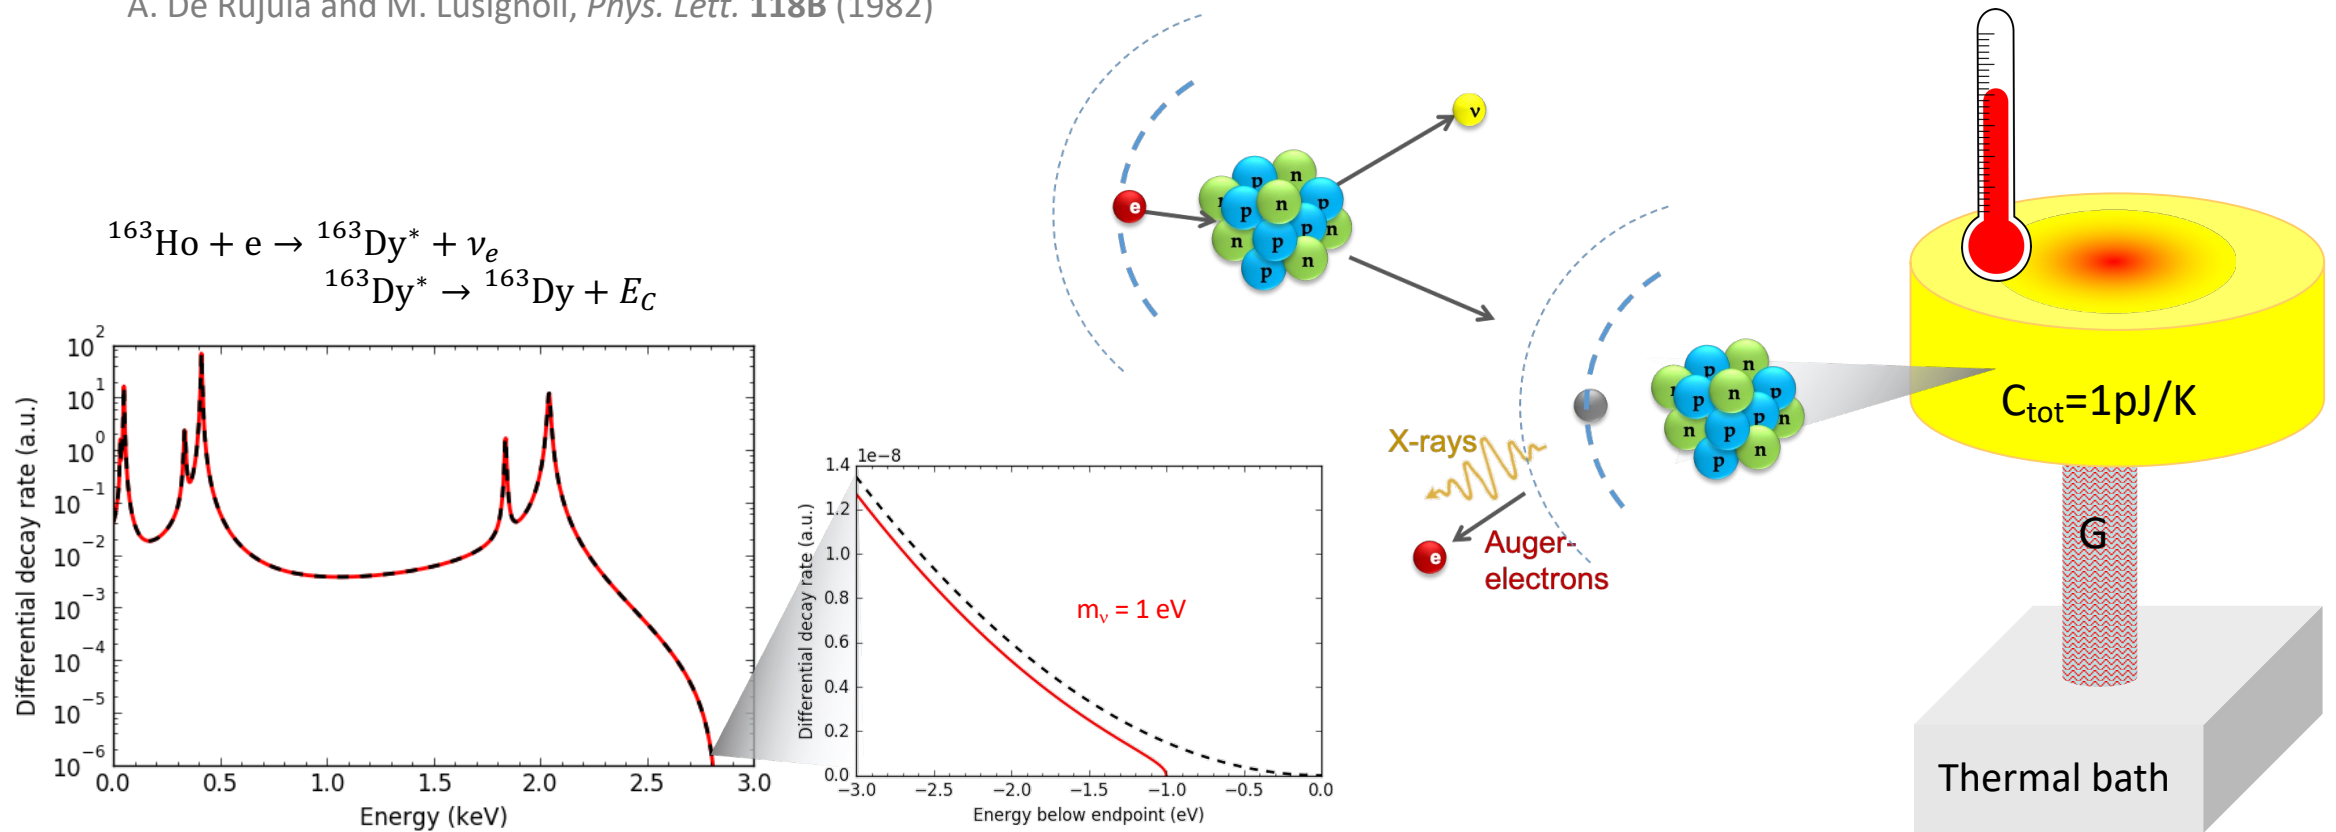 A. De Rujula and M. Lusignoli, Phys. Lett. 118B (1982)
¹⁶³Ho + e → ¹⁶³Dy* + νₑ
¹⁶³Dy* → ¹⁶³Dy + E_C
Differential decay rate (a.u.)
10²
10¹
10⁰
10⁻¹
10⁻²
10⁻³
10⁻⁴
10⁻⁵
10⁻⁶
0.0 0.5 1.0 1.5 2.0 2.5 3.0
Energy (keV)
Differential decay rate (a.u.)
1e−8
1.4
1.2
1.0
0.8
0.6
0.4
0.2
0.0
mν = 1 eV
−3.0 −2.5 −2.0 −1.5 −1.0 −0.5 0.0
Energy below endpoint (eV)
ν
e
p n
p n p
n p p n
p n
X-rays
e
Auger-
electrons
p n
p n p
n p p n
p n
Ctot=1pJ/K
G
Thermal bath